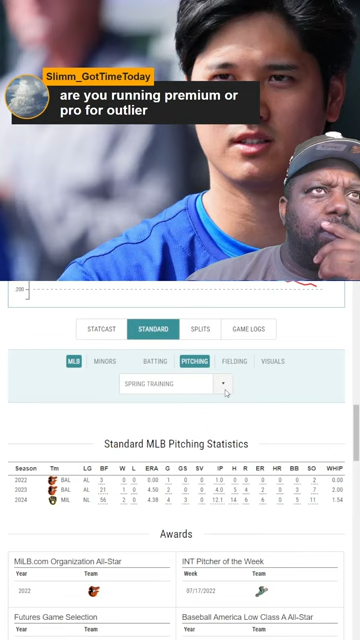 Slimm_GotTimeToday
are you running premium or
pro for outlier
200
STATCAST STANDARD SPLITS GAME LOGS
MLB MINORS BATTING PITCHING FIELDING VISUALS
SPRING TRAINING
Standard MLB Pitching Statistics
Season Tm LG BF W L ERA G GS SV IP H R ER HR BB SO WHIP
2022 BAL AL 3 0 0 0.00 1 0 0 1.0 0 0 0 0 0 2 0.00
2023 BAL AL 21 1 0 4.50 2 0 0 4.0 5 4 2 0 3 7 2.00
2024 MIL NL 56 2 0 4.38 4 3 0 12.1 14 6 6 0 5 11 1.54
Awards
MiLB.com Organization All-Star
Year Team
2022
INT Pitcher of the Week
Week Team
07/17/2022
Futures Game Selection
Year Team
Baseball America Low Class A All-Star
Year Team